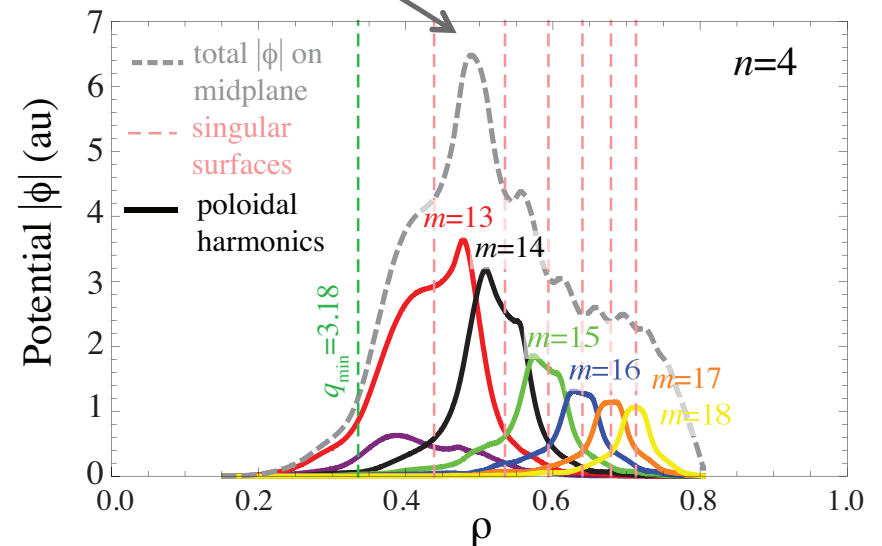 7
6
5
4
3
2
1
0
Potential |ϕ| (au)
total |ϕ| on
midplane
singular
surfaces
poloidal
harmonics
n=4
q_min=3.18
m=13
m=14
m=15
m=16
m=17
m=18
0.0 0.2 0.4 0.6 0.8 1.0
ρ